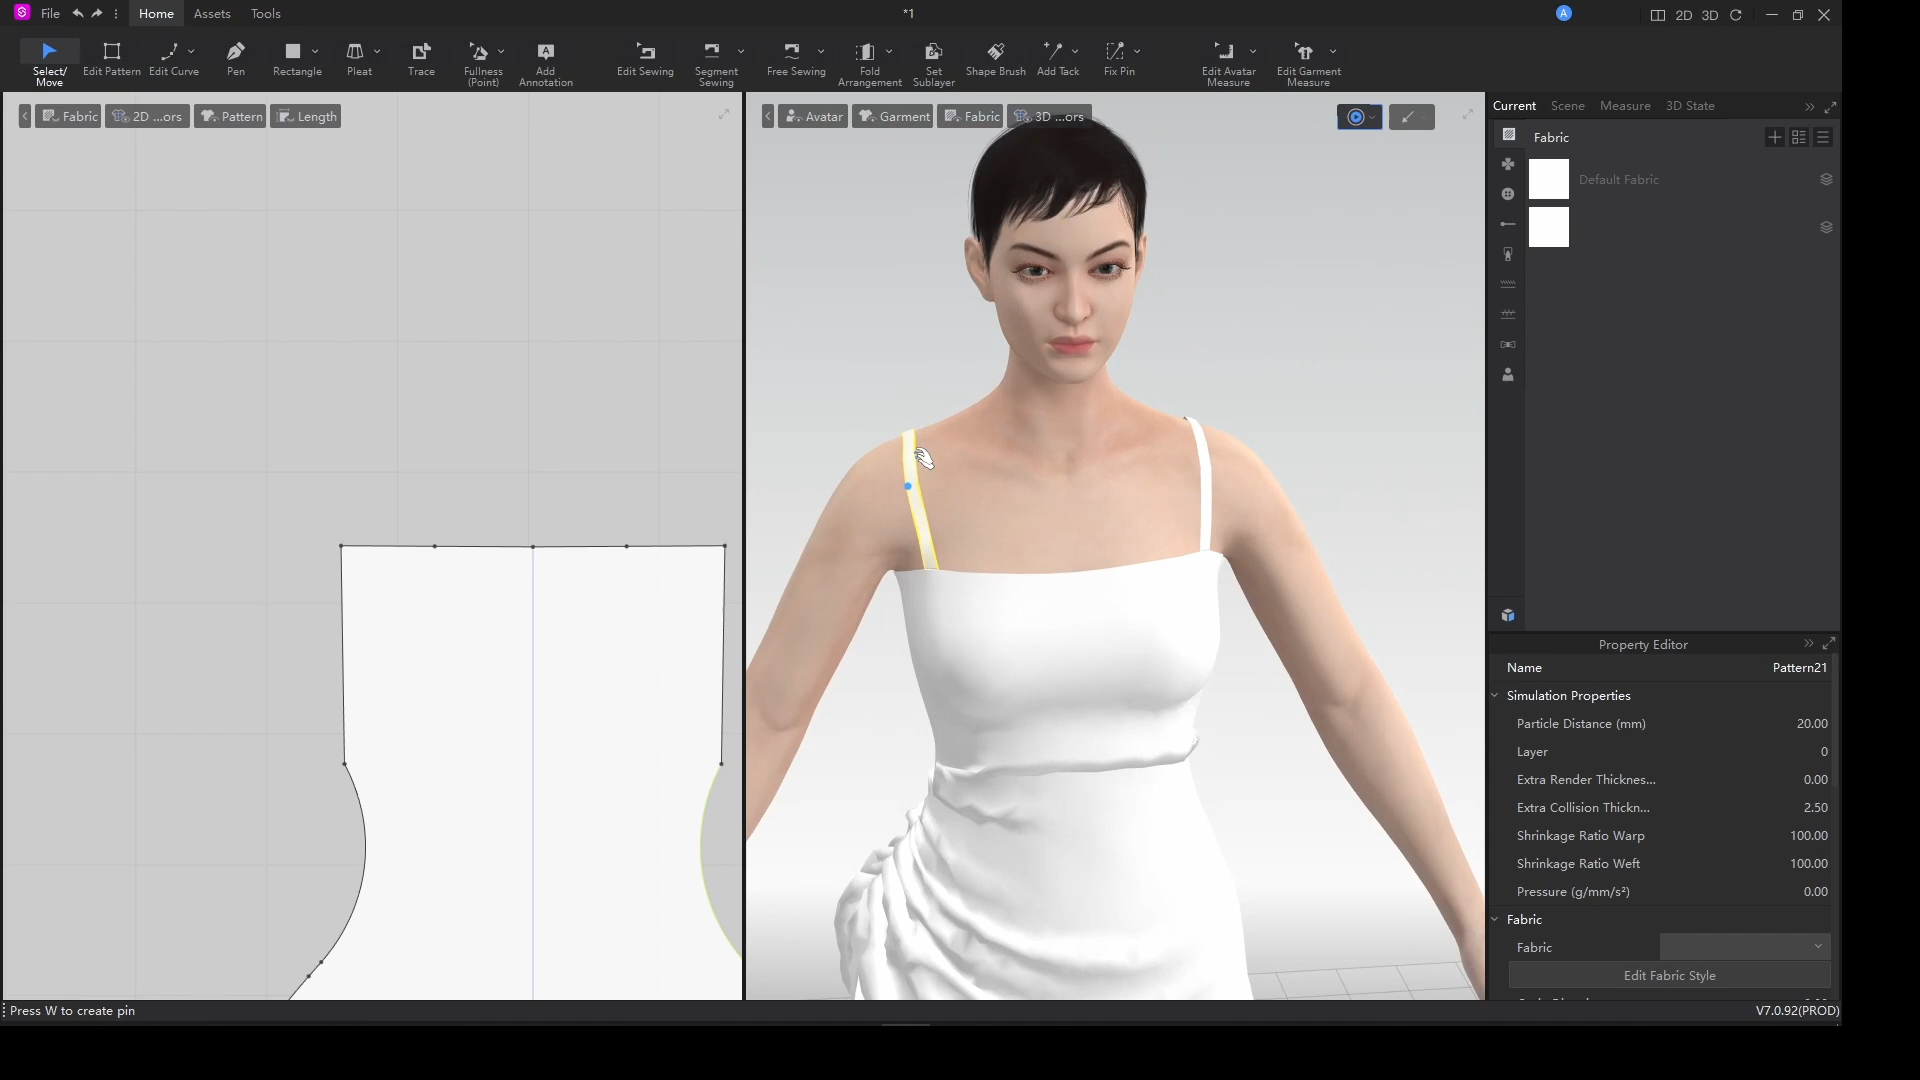 File
Home
Assets
Tools
*1
A
2D
3D
Select/
Move
Edit Pattern
Edit Curve
Pen
Rectangle
Pleat
Trace
Fullness
(Point)
Add
Annotation
Edit Sewing
Segment
Sewing
Free Sewing
Fold
Arrangement
Set
Sublayer
Shape Brush
Add Tack
Fix Pin
Edit Avatar
Measure
Edit Garment
Measure
Fabric
2D ...ors
Pattern
Length
Avatar
Garment
Fabric
3D ...ors
Current
Scene
Measure
3D State
Fabric
Default Fabric
Property Editor
Name
Pattern21
Simulation Properties
Particle Distance (mm)
20.00
Layer
0
Extra Render Thicknes...
0.00
Extra Collision Thickn...
2.50
Shrinkage Ratio Warp
100.00
Shrinkage Ratio Weft
100.00
Pressure (g/mm/s²)
0.00
Fabric
Fabric
Edit Fabric Style
Press W to create pin
V7.0.92(PROD)